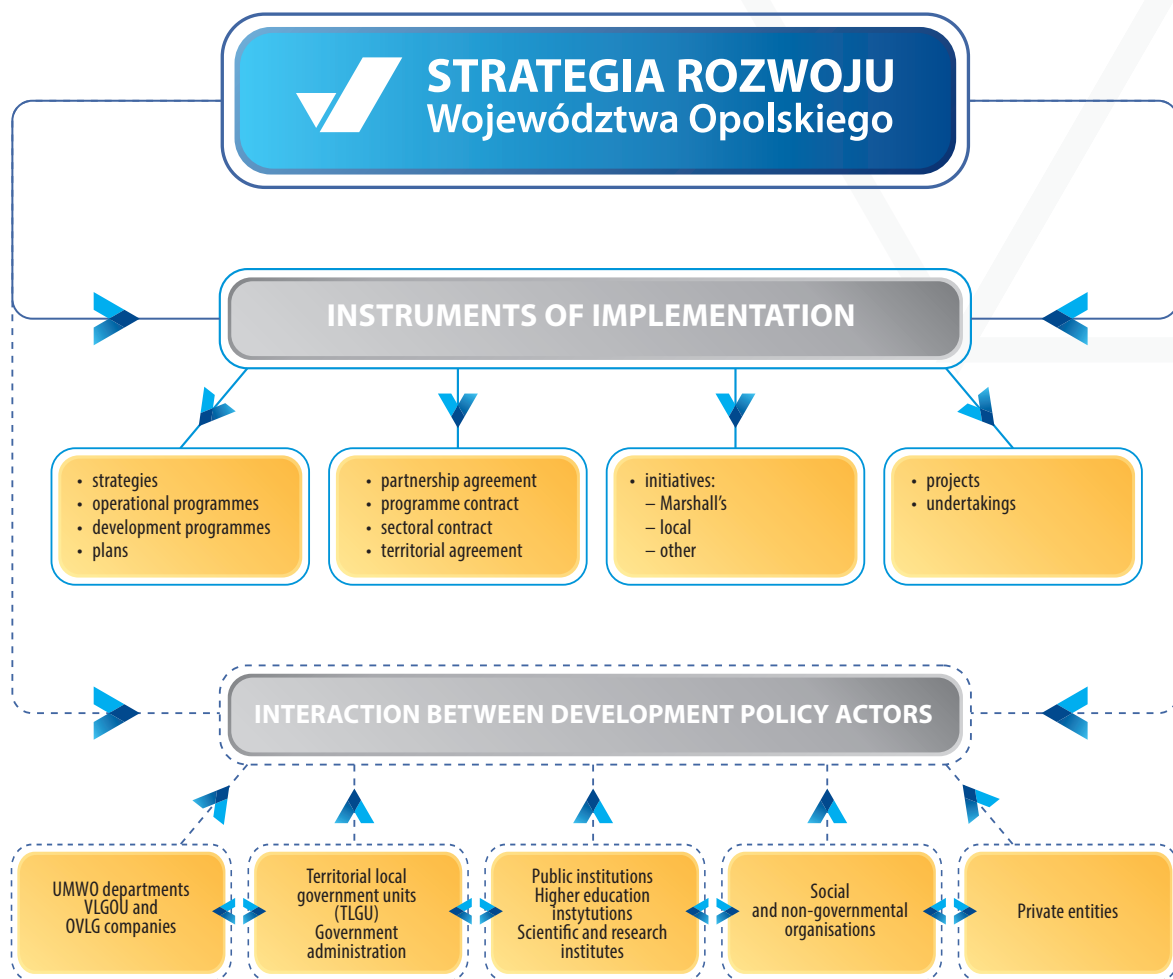 STRATEGIA ROZWOJU
Województwa Opolskiego
INSTRUMENTS OF IMPLEMENTATION
• strategies
• operational programmes
• development programmes
• plans
• partnership agreement
• programme contract
• sectoral contract
• territorial agreement
• initiatives:
– Marshall's
– local
– other
• projects
• undertakings
INTERACTION BETWEEN DEVELOPMENT POLICY ACTORS
UMWO departments
VLGOU and
OVLG companies
Territorial local
government units
(TLGU)
Government
administration
Public institutions
Higher education
instytutions
Scientific and research
institutes
Social
and non-governmental
organisations
Private entities